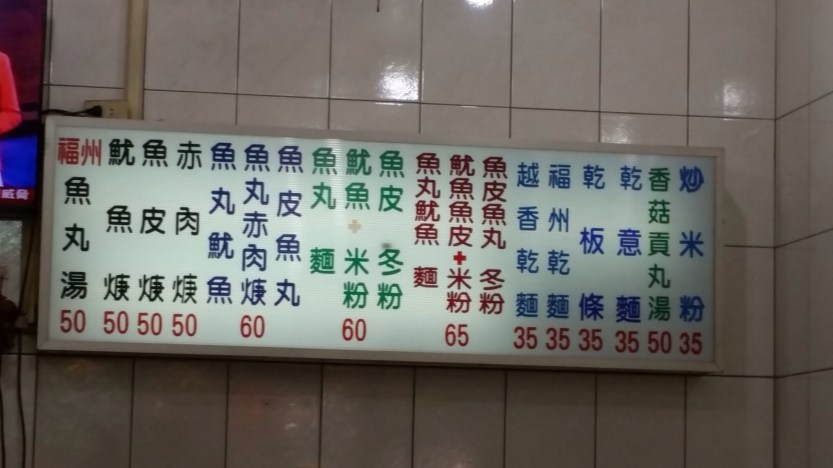 福州魚丸湯 50
魷魚焿 50
魚皮焿 50
赤肉焿 50
魚丸魷魚
魚丸赤肉焿 60
魚皮魚丸
魚丸 麵
魷魚+米粉 60
魚皮 冬粉
魚丸魷魚 麵
魷魚魚皮+米粉 65
魚皮魚丸 冬粉
越香乾麵 35
福州乾麵 35
乾板條 35
乾意麵 35
香菇貢丸湯 50
炒米粉 35